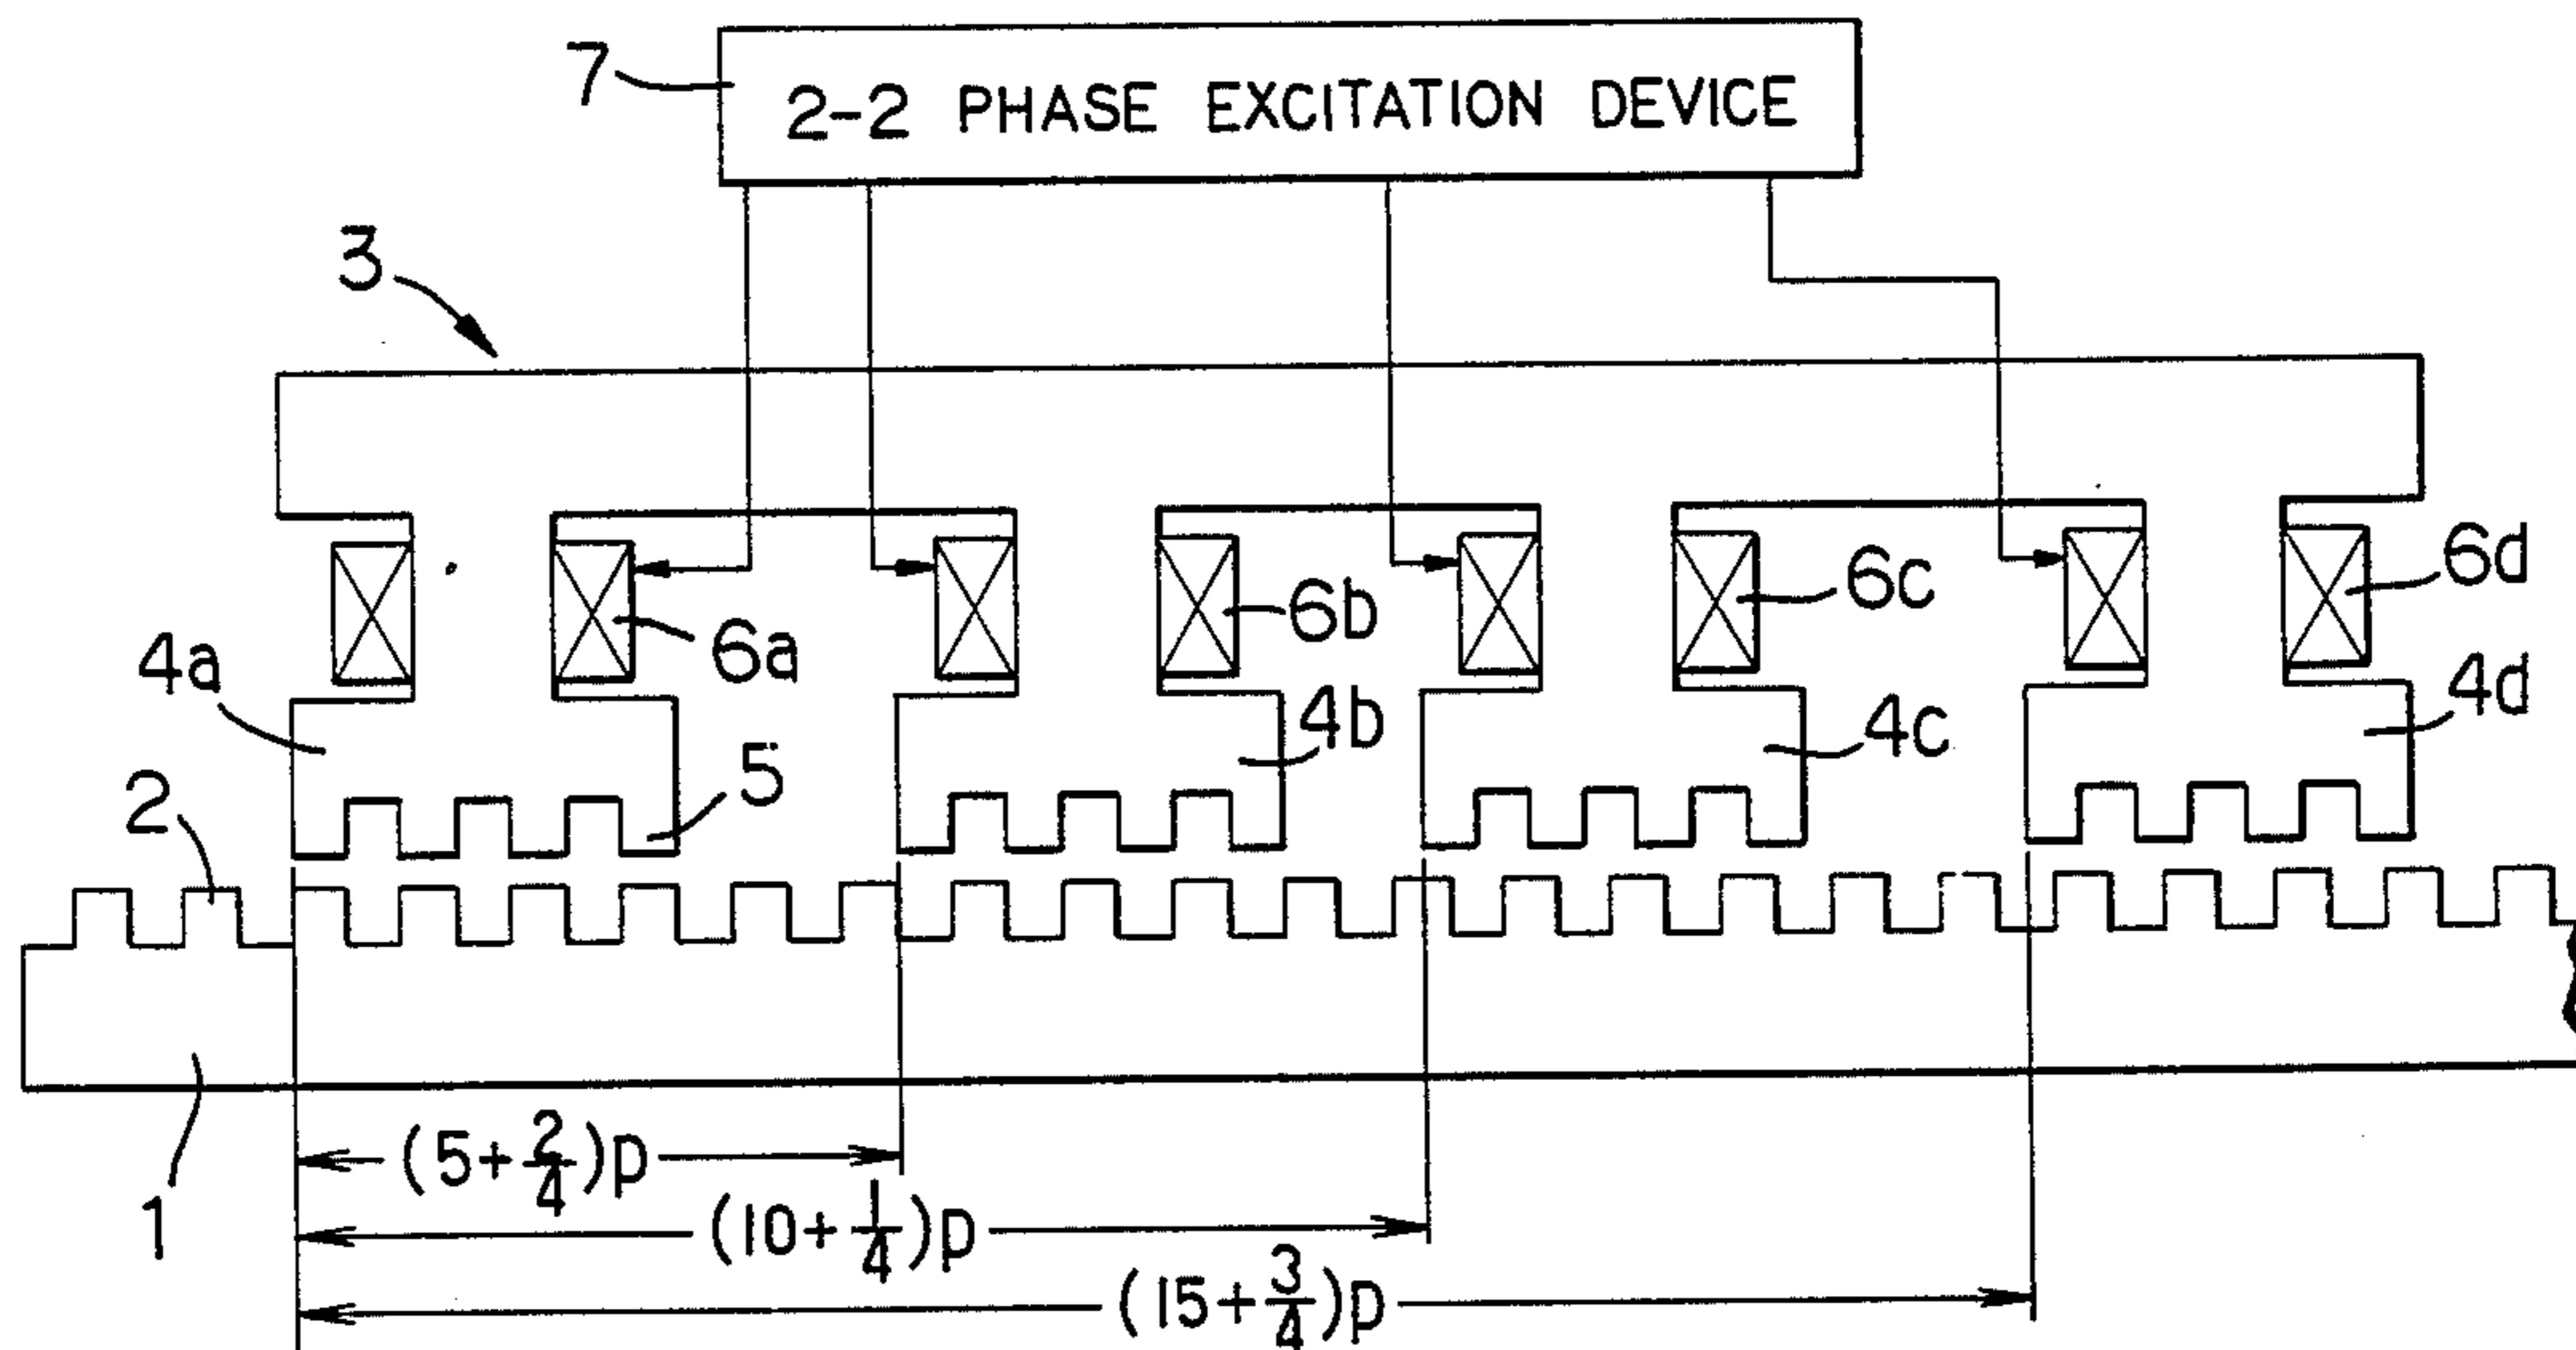 7
2-2 PHASE EXCITATION DEVICE
3
6a
6b
6c
6d
4a
4b
4c
4d
5
2
1
(5+2/4)p
(10+1/4)p
(15+3/4)p